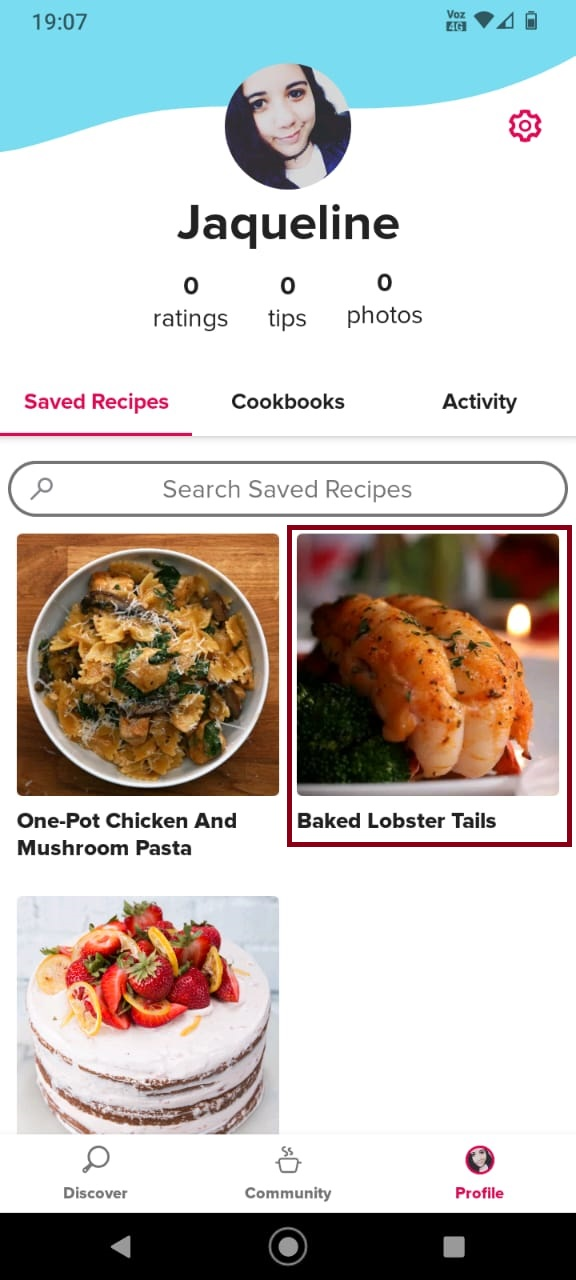 19:07
Voz
4G
Jaqueline
0
ratings
0
tips
0
photos
Saved Recipes
Cookbooks
Activity
Search Saved Recipes
One-Pot Chicken And
Mushroom Pasta
Baked Lobster Tails
Discover
Community
Profile